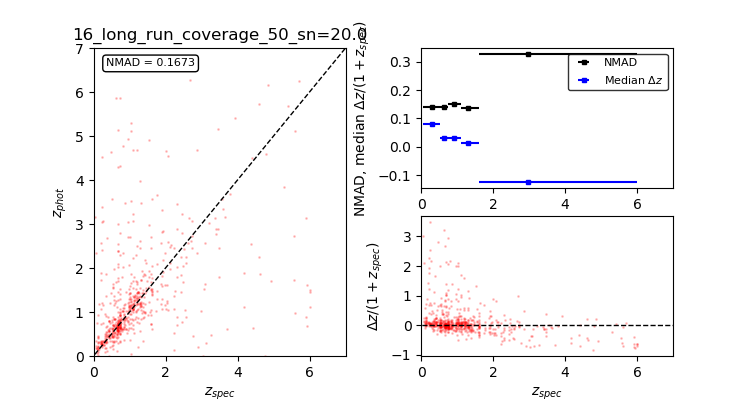 16_long_run_coverage_50_sn=20.0
NMAD = 0.1673
z_phot
7
6
5
4
3
2
1
0
0 2 4 6
z_spec
NMAD, median Δz/(1 + z_spec)
NMAD
Median Δz
0.3
0.2
0.1
0.0
−0.1
0 2 4 6
Δz/(1 + z_spec)
3
2
1
0
−1
0 2 4 6
z_spec